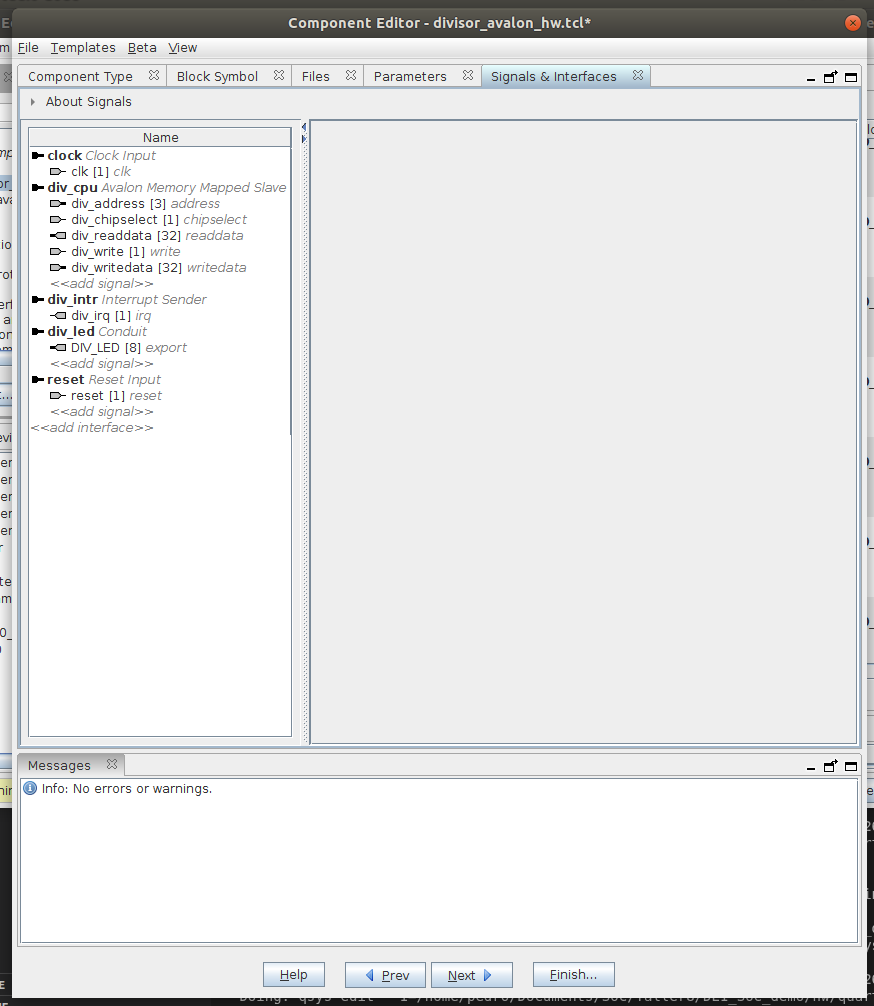 Component Editor - divisor_avalon_hw.tcl*
File Templates Beta View
Component Type Block Symbol Files Parameters Signals & Interfaces
About Signals
Name
clock Clock Input
clk [1] clk
div_cpu Avalon Memory Mapped Slave
div_address [3] address
div_chipselect [1] chipselect
div_readdata [32] readdata
div_write [1] write
div_writedata [32] writedata
<<add signal>>
div_intr Interrupt Sender
div_irq [1] irq
div_led Conduit
DIV_LED [8] export
<<add signal>>
reset Reset Input
reset [1] reset
<<add signal>>
<<add interface>>
Messages
Info: No errors or warnings.
Help Prev Next Finish...